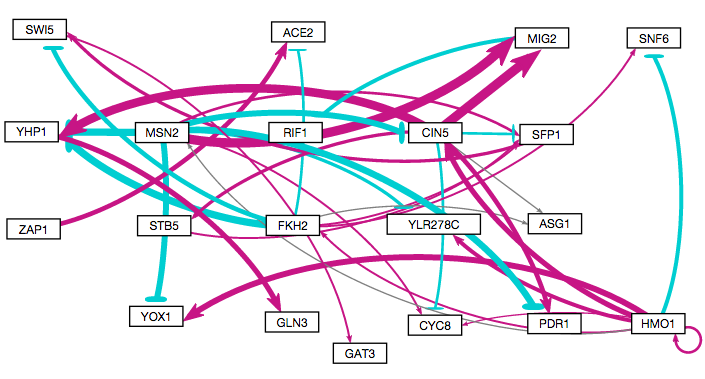 SWI5
ACE2
MIG2
SNF6
YHP1
MSN2
RIF1
CIN5
SFP1
ZAP1
STB5
FKH2
YLR278C
ASG1
YOX1
GLN3
CYC8
PDR1
HMO1
GAT3